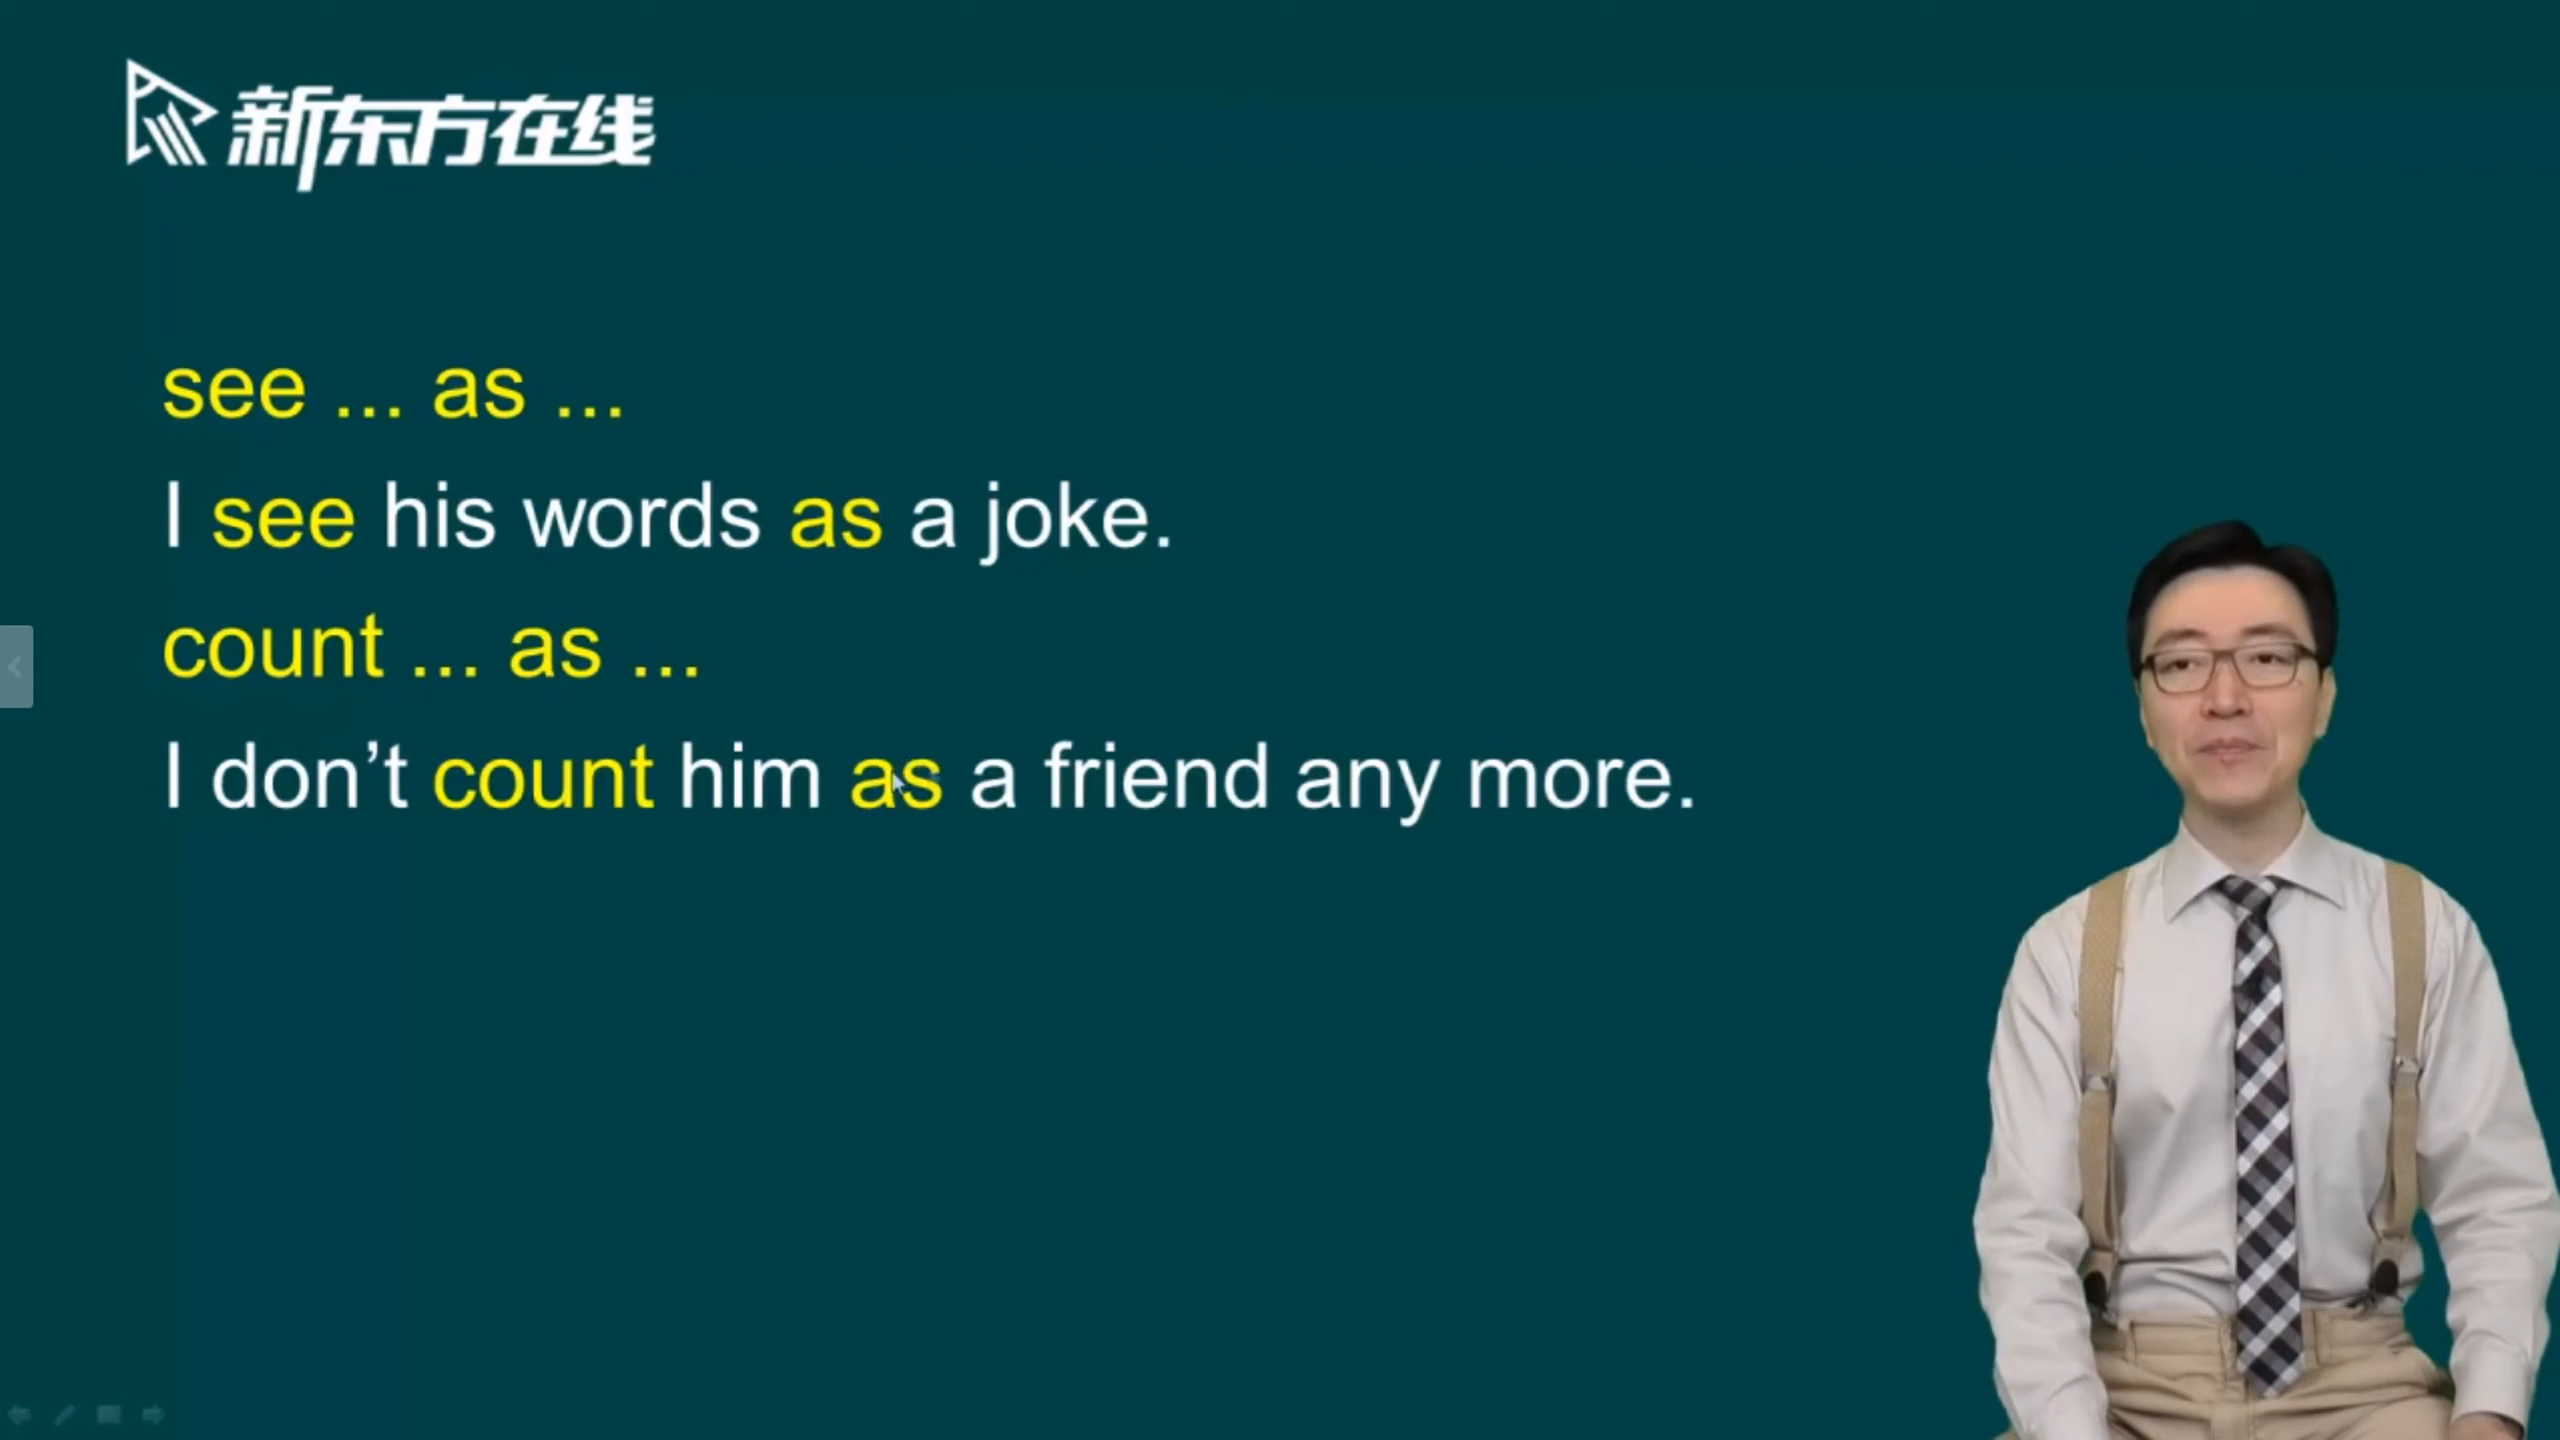 新东方在线
see ... as ...
I see his words as a joke.
count ... as ...
I don’t count him as a friend any more.